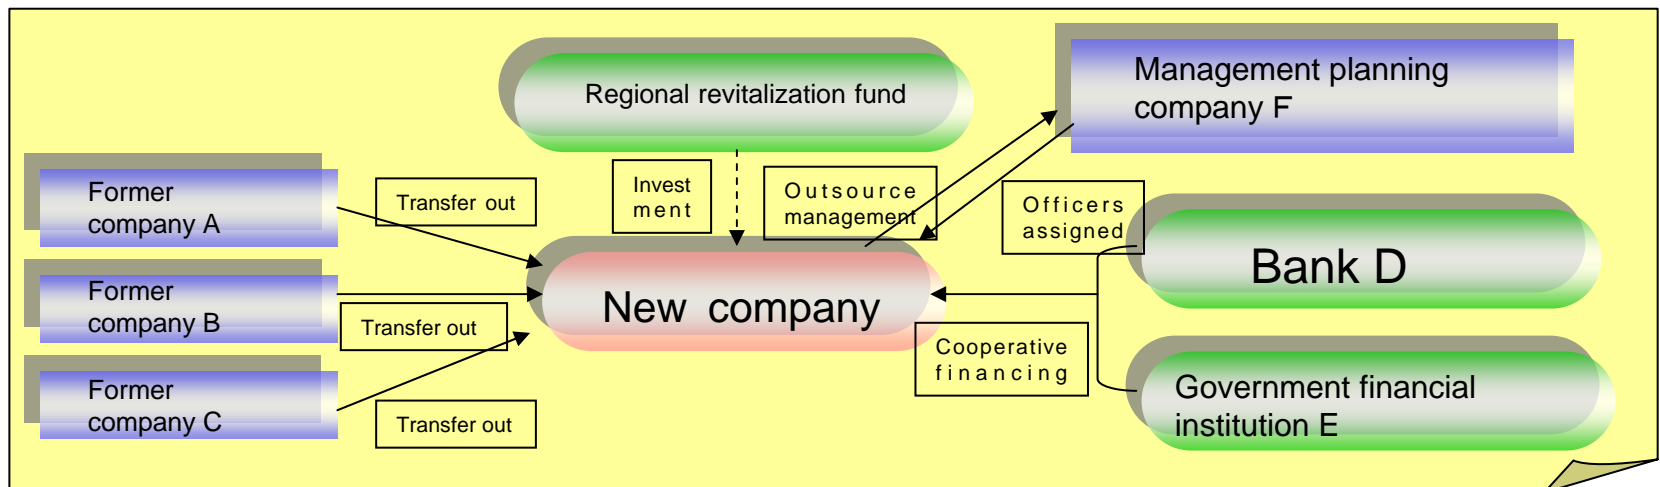 Regional revitalization fund
Management planning
company F
Former
company A
Transfer out
Invest
ment
Outsource
management
Officers
assigned
Bank D
Former
company B
New company
Transfer out
Cooperative
financing
Former
company C
Transfer out
Government financial
institution E